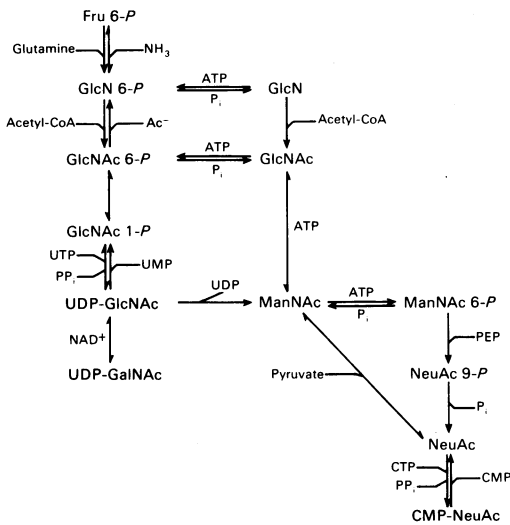 Fru 6-P
Glutamine NH₃
GlcN 6-P ATP Pᵢ GlcN
Acetyl-CoA Ac⁻ Acetyl-CoA
GlcNAc 6-P ATP Pᵢ GlcNAc
ATP
GlcNAc 1-P
UTP UMP
PPᵢ
UDP-GlcNAc UDP ManNAc ATP Pᵢ ManNAc 6-P
NAD⁺ PEP
UDP-GalNAc Pyruvate NeuAc 9-P
Pᵢ
NeuAc
CTP CMP
PPᵢ
CMP-NeuAc